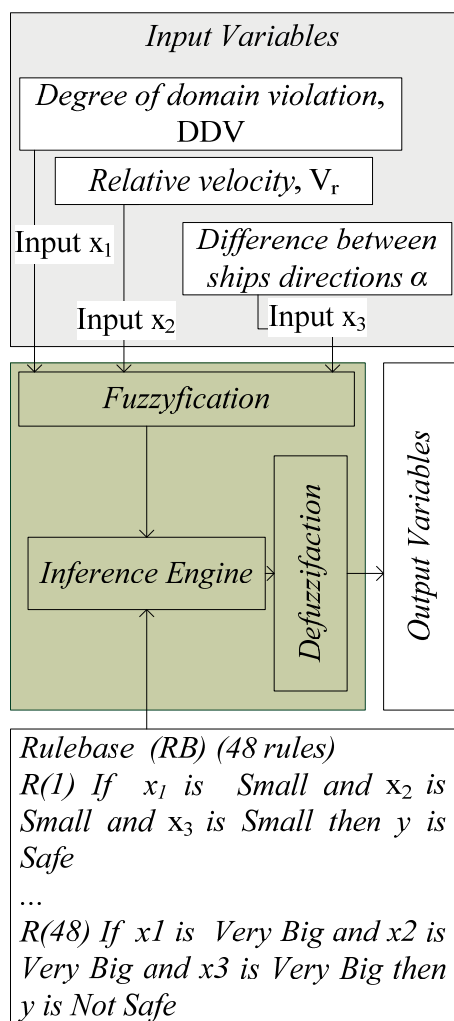 Input Variables
Degree of domain violation,
DDV
Relative velocity, Vr
Input x1
Difference between
ships directions α
Input x2
Input x3
Fuzzyfication
Inference Engine
Defuzzifaction
Output Variables
Rulebase (RB) (48 rules)
R(1) If x1 is Small and x2 is
Small and x3 is Small then y is
Safe
...
R(48) If x1 is Very Big and x2 is
Very Big and x3 is Very Big then
y is Not Safe